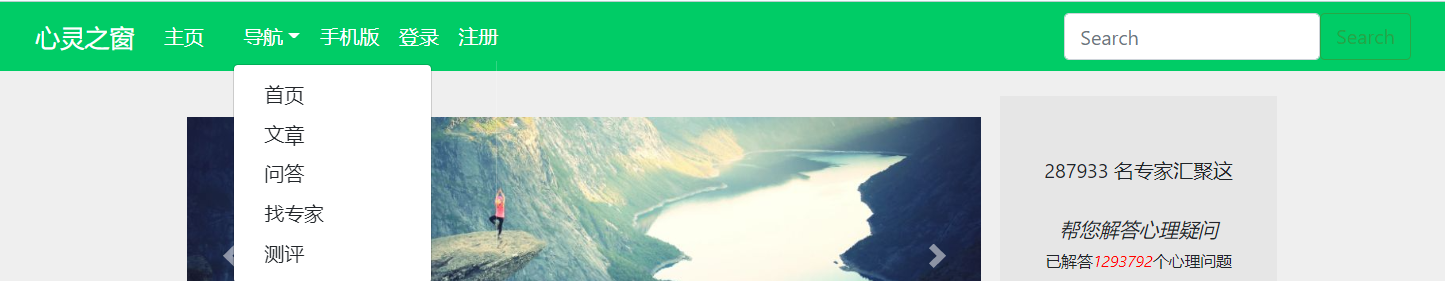 心灵之窗 主页 导航 手机版 登录 注册 Search Search
首页
文章
问答
找专家
测评
287933 名专家汇聚这
帮您解答心理疑问
已解答1293792个心理问题